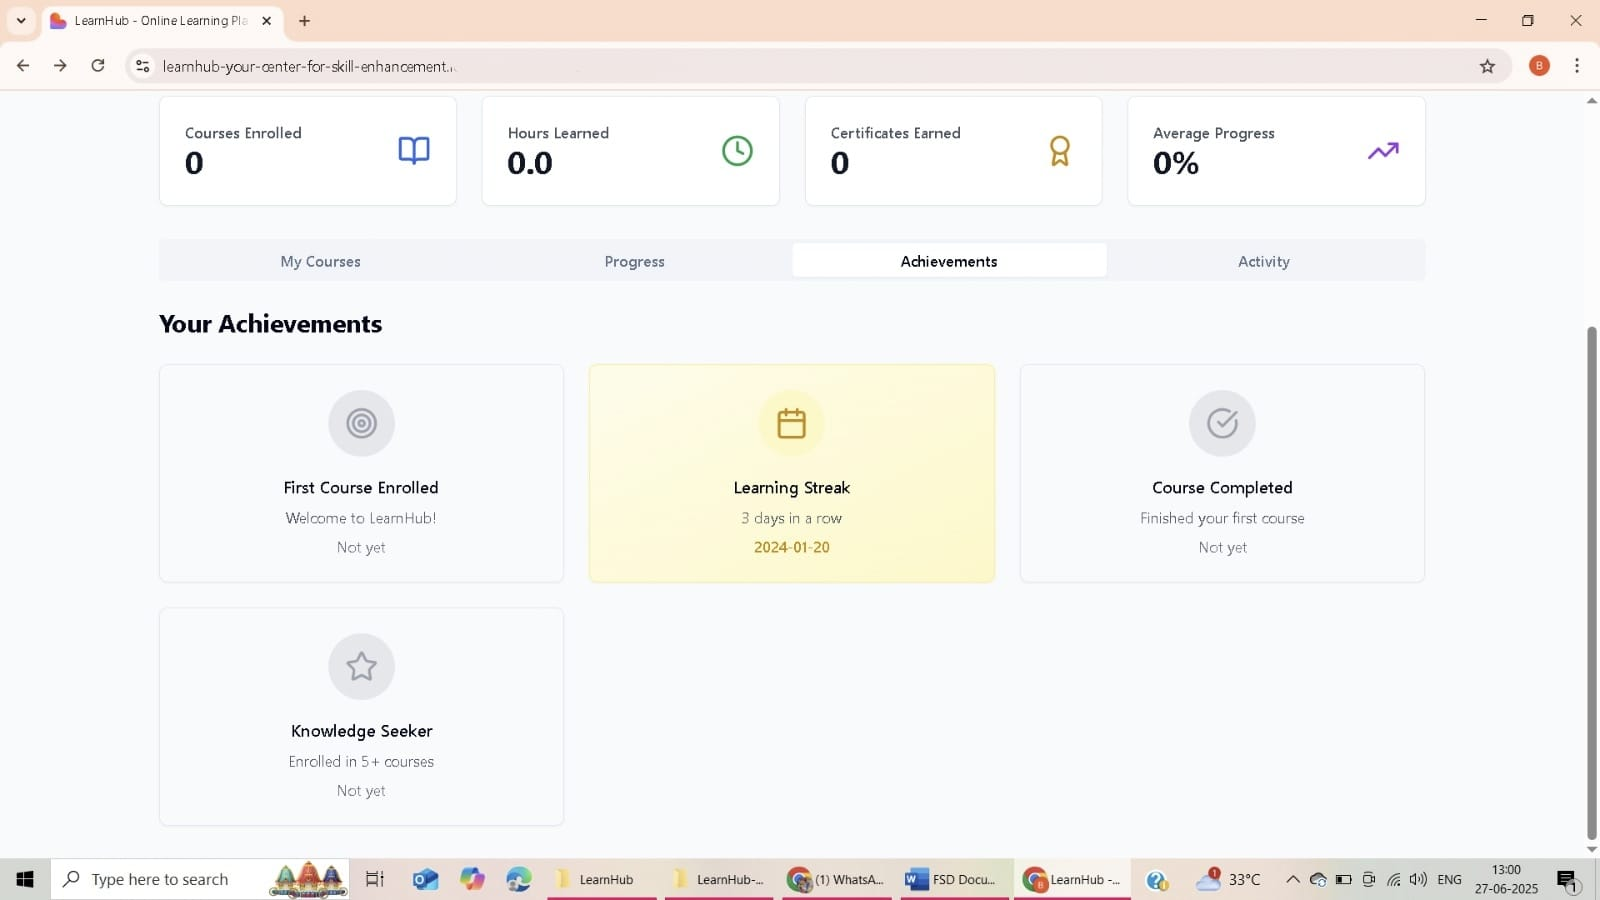 LearnHub - Online Learning Pla
learnhub-your-center-for-skill-enhancement.
B
Courses Enrolled
0
Hours Learned
0.0
Certificates Earned
0
Average Progress
0%
My Courses
Progress
Achievements
Activity
Your Achievements
First Course Enrolled
Welcome to LearnHub!
Not yet
Learning Streak
3 days in a row
2024-01-20
Course Completed
Finished your first course
Not yet
Knowledge Seeker
Enrolled in 5+ courses
Not yet
Type here to search
LearnHub
LearnHub-...
(1) WhatsA...
FSD Docu...
LearnHub -...
1
33°C
ENG
13:00
27-06-2025
1